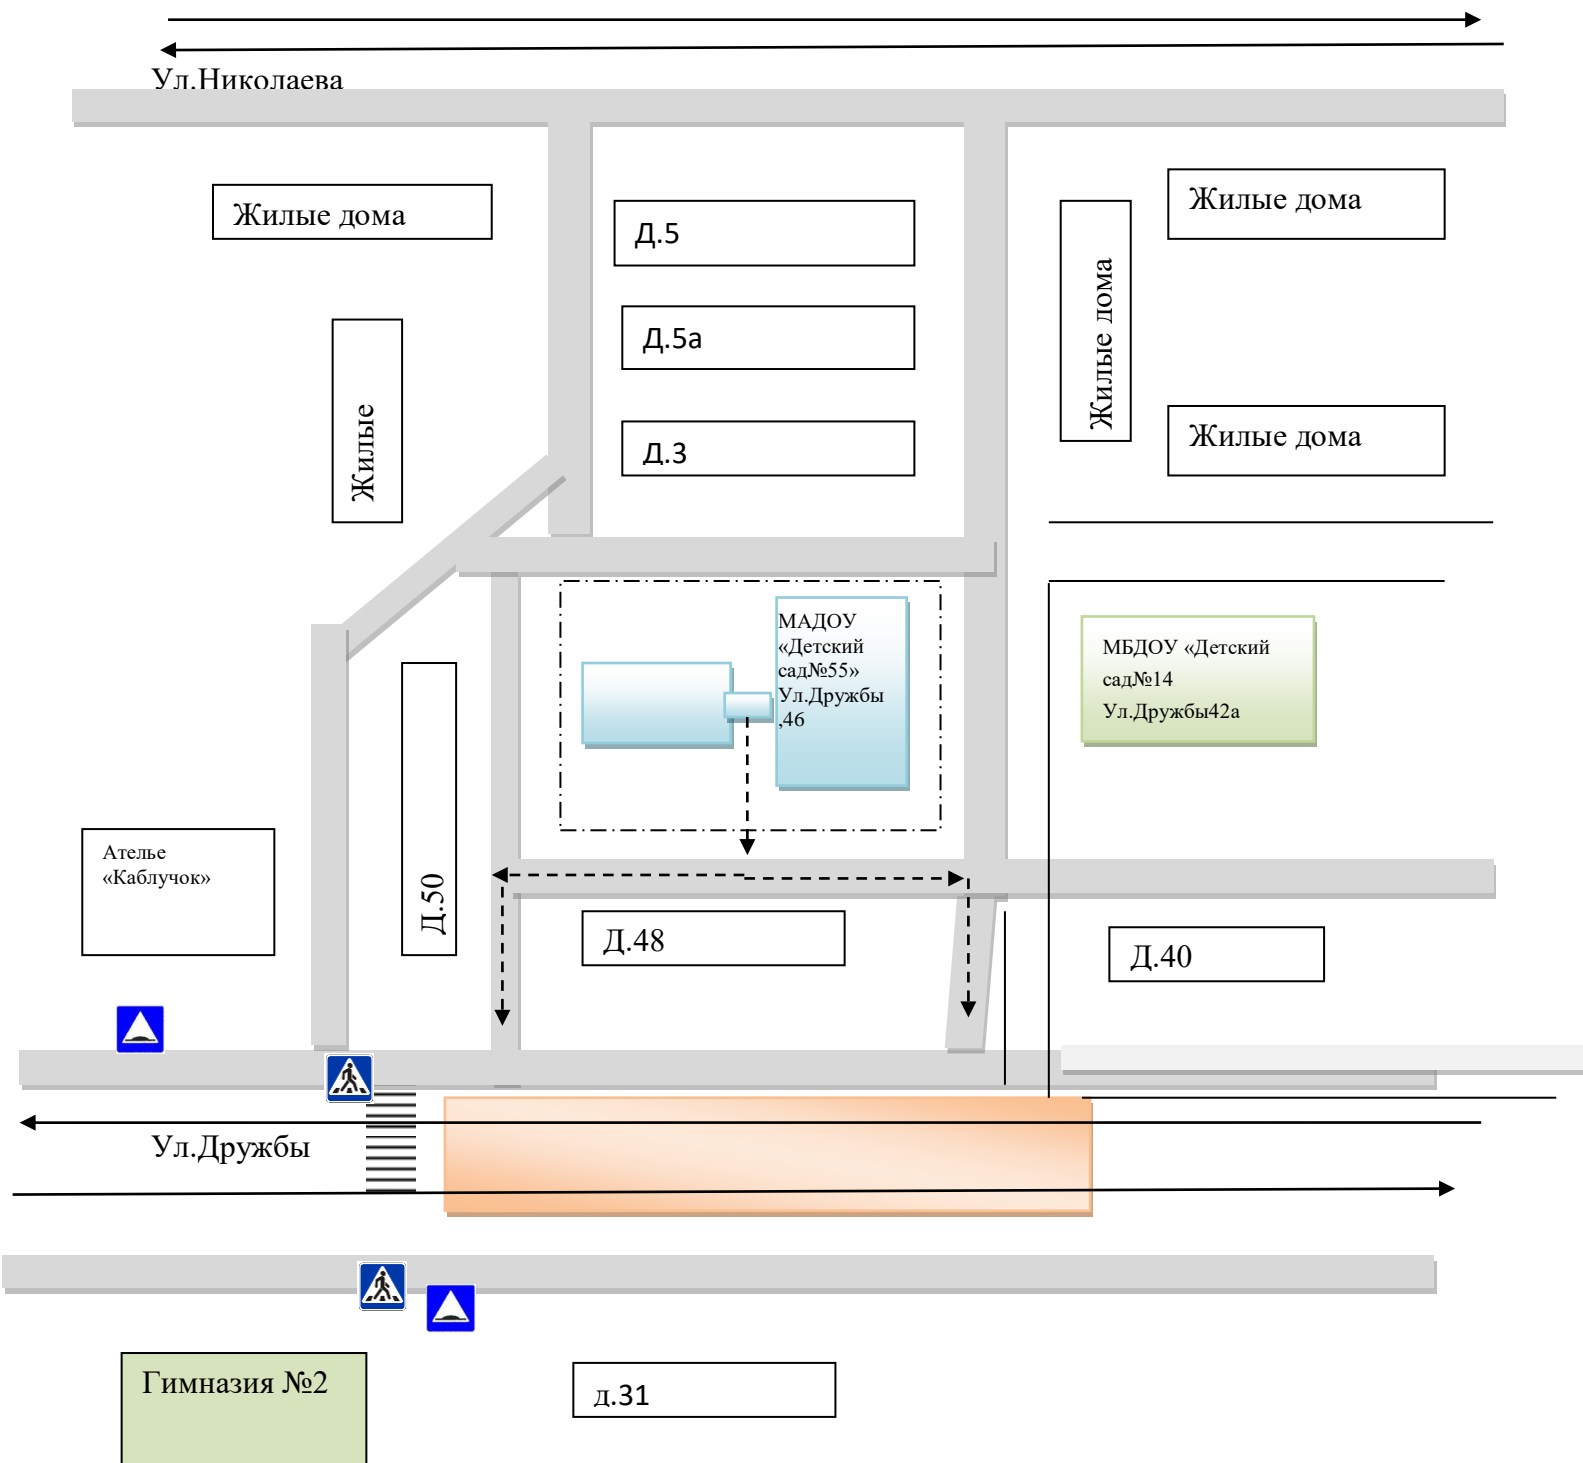 Ул.Николаева
Жилые дома
Д.5
Жилые дома
Жилые дома
Д.5а
Жилые
Д.3
Жилые дома
МАДОУ
«Детский
сад№55»
Ул.Дружбы
,46
МБДОУ «Детский
сад№14
Ул.Дружбы42а
Ателье
«Каблучок»
Д.50
Д.48
Д.40
Ул.Дружбы
Гимназия №2
д.31